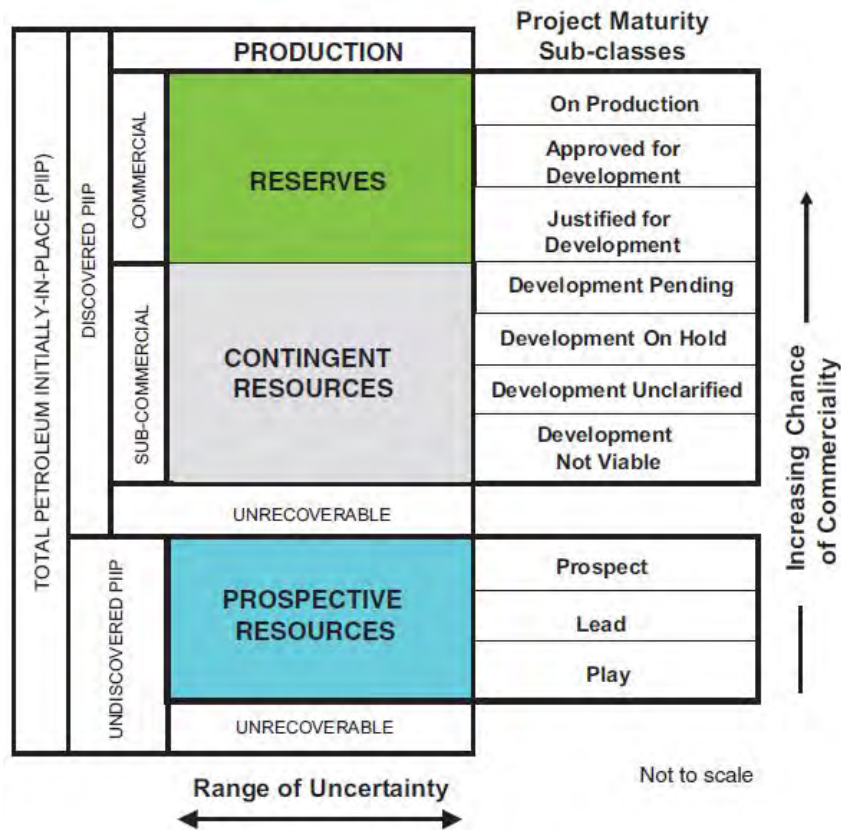 Project Maturity
Sub-classes
PRODUCTION
TOTAL PETROLEUM INITIALLY-IN-PLACE (PIIP)
DISCOVERED PIIP
COMMERCIAL
RESERVES
On Production
Approved for
Development
Justified for
Development
SUB-COMMERCIAL
CONTINGENT
RESOURCES
Development Pending
Development On Hold
Development Unclarified
Development
Not Viable
UNRECOVERABLE
UNDISCOVERED PIIP
PROSPECTIVE
RESOURCES
Prospect
Lead
Play
UNRECOVERABLE
Increasing Chance
of Commerciality
Range of Uncertainty
Not to scale